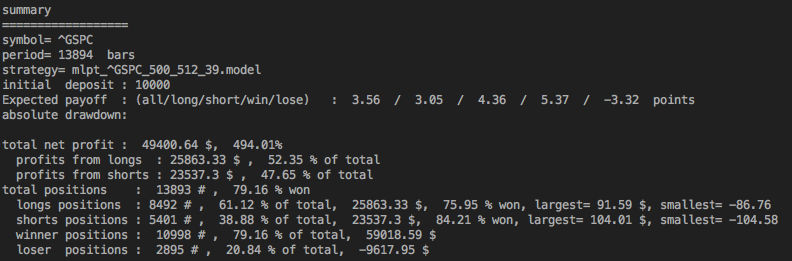 summary
==================
symbol= ^GSPC
period= 13894  bars
strategy= mlpt_^GSPC_500_512_39.model
initial  deposit : 10000
Expected payoff  : (all/long/short/win/lose)   :  3.56  /  3.05  /  4.36  /  5.37  /  -3.32  points
absolute drawdown:
total net profit :  49400.64 $,  494.01%
  profits from longs  : 25863.33 $ ,  52.35 % of total
  profits from shorts : 23537.3 $ ,  47.65 % of total
total positions    :  13893 # ,  79.16 % won
  longs positions  : 8492 # ,  61.12 % of total,  25863.33 $,  75.95 % won, largest= 91.59 $, smallest= -86.76
  shorts positions : 5401 # ,  38.88 % of total,  23537.3 $,  84.21 % won, largest= 104.01 $, smallest= -104.58
  winner positions :  10998 # ,  79.16 % of total,  59018.59 $
  loser  positions :  2895 # ,  20.84 % of total,  -9617.95 $